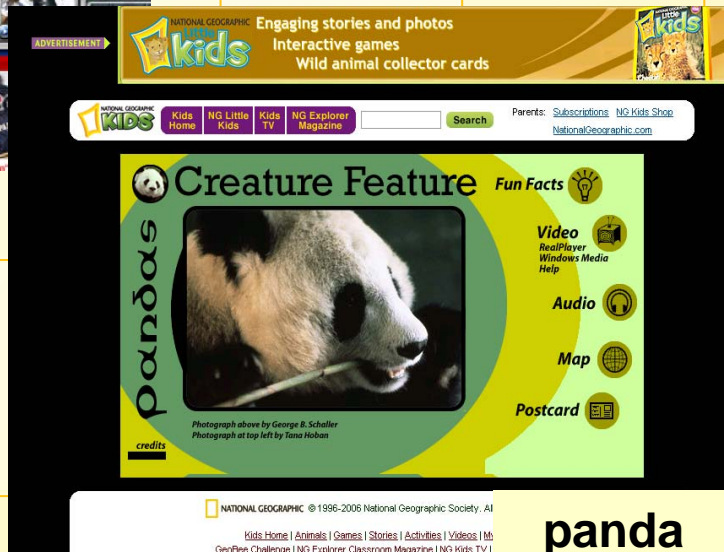 NATIONAL GEOGRAPHIC
Little
Kids
Engaging stories and photos
Interactive games
Wild animal collector cards
ADVERTISEMENT
Little
Kids
NATIONAL GEOGRAPHIC
KIDS
Kids
Home
NG Little
Kids
Kids
TV
NG Explorer
Magazine
Search
Parents: Subscriptions NG Kids Shop
NationalGeographic.com
Creature Feature
pandas
Fun Facts
Video
RealPlayer
Windows Media
Help
Audio
Map
Postcard
Photograph above by George B. Schaller
Photograph at top left by Tana Hoban
credits
NATIONAL GEOGRAPHIC © 1996-2006 National Geographic Society. Al
Kids Home | Animals | Games | Stories | Activities | Videos | My
GeoBee Challenge | NG Explorer Classroom Magazine | NG Kids TV |
panda